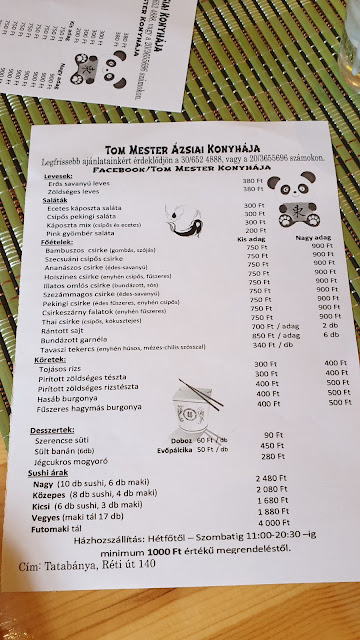 TOM MESTER ÁZSIAI KONYHÁJA
Legfrissebb ajánlatainkért érdeklődjön a 30/652 4888, vagy a 20/3655696 számokon.
FACEBOOK/TOM MESTER KONYHÁJA
Levesek:
Erős savanyú leves 380 Ft
Zöldséges leves 380 Ft
Saláták
Ecetes káposzta saláta 300 Ft
Csípős pekingi saláta 300 Ft
Káposzta mix (csípős és ecetes) 300 Ft
Pink gyömbér saláta 200 Ft
Főételek: Kis adag Nagy adag
Bambuszos csirke (gombás, szójás) 750 Ft 900 Ft
Szecsuáni csípős csirke 750 Ft 900 Ft
Ananászos csirke (édes-savanyú) 750 Ft 900 Ft
Hoiszines csirke (enyhén csípős, fűszeres) 750 Ft 900 Ft
Illatos omlós csirke (bundázott, sós) 750 Ft 900 Ft
Szezámmagos csirke (édes-savanyú) 750 Ft 900 Ft
Pekingi csirke (édes fűszeres, enyhén csípős) 750 Ft 900 Ft
Csirkeszárny falatok (enyhén fűszeres) 750 Ft 900 Ft
Thai csirke (csípős, kókusztejes) 750 Ft 900 Ft
Rántott sajt 700 Ft / adag 2 db
Bundázott garnéla 850 Ft / adag 6 db
Tavaszi tekercs (enyhén húsos, mézes-chilis szósszal) 340 Ft / db
Köretek:
Tojásos rizs 300 Ft 400 Ft
Pirított zöldséges tészta 300 Ft 400 Ft
Pirított zöldséges rizstészta 400 Ft 500 Ft
Hasáb burgonya 400 Ft 500 Ft
Fűszeres hagymás burgonya 400 Ft 500 Ft
Desszertek:
Szerencse süti 90 Ft
Sült banán (6db) 450 Ft
Jégcukros mogyoró 280 Ft
Doboz 60 Ft / db
Evőpálcika 50 Ft / db
Sushi árak
Nagy (10 db sushi, 6 db maki) 2 480 Ft
Közepes (8 db sushi, 4 db maki) 2 080 Ft
Kicsi (6 db sushi, 3 db maki) 1 680 Ft
Vegyes (maki tál 17 db) 1 880 Ft
Futomaki tál 4 000 Ft
Házhozszállítás: Hétfőtől – Szombatig 11:00-20:30 –ig
minimum 1000 Ft értékű megrendeléstől.
Cím: Tatabánya, Réti út 140